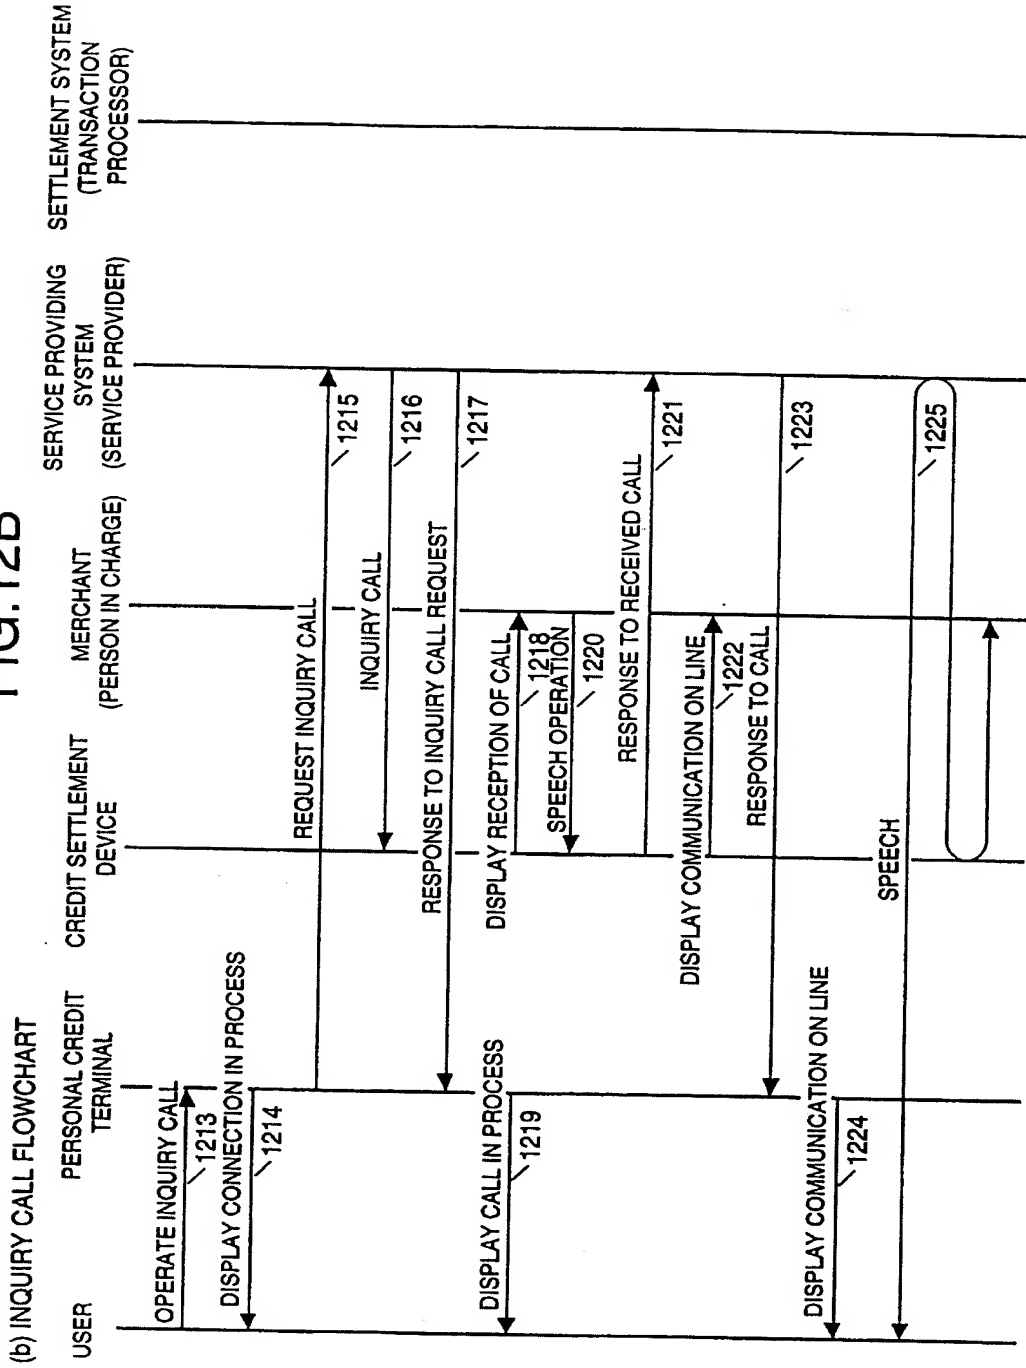 FIG.12B
(b) INQUIRY CALL FLOWCHART
USER
PERSONAL CREDIT
TERMINAL
CREDIT SETTLEMENT
DEVICE
MERCHANT
(PERSON IN CHARGE)
SERVICE PROVIDING
SYSTEM
(SERVICE PROVIDER)
SETTLEMENT SYSTEM
(TRANSACTION
PROCESSOR)
OPERATE INQUIRY CALL
1213
DISPLAY CONNECTION IN PROCESS
1214
REQUEST INQUIRY CALL
1215
INQUIRY CALL
1216
RESPONSE TO INQUIRY CALL REQUEST
1217
DISPLAY RECEPTION OF CALL
1218
DISPLAY CALL IN PROCESS
1219
SPEECH OPERATION
1220
RESPONSE TO RECEIVED CALL
1221
DISPLAY COMMUNICATION ON LINE
1222
RESPONSE TO CALL
1223
DISPLAY COMMUNICATION ON LINE
1224
SPEECH
1225